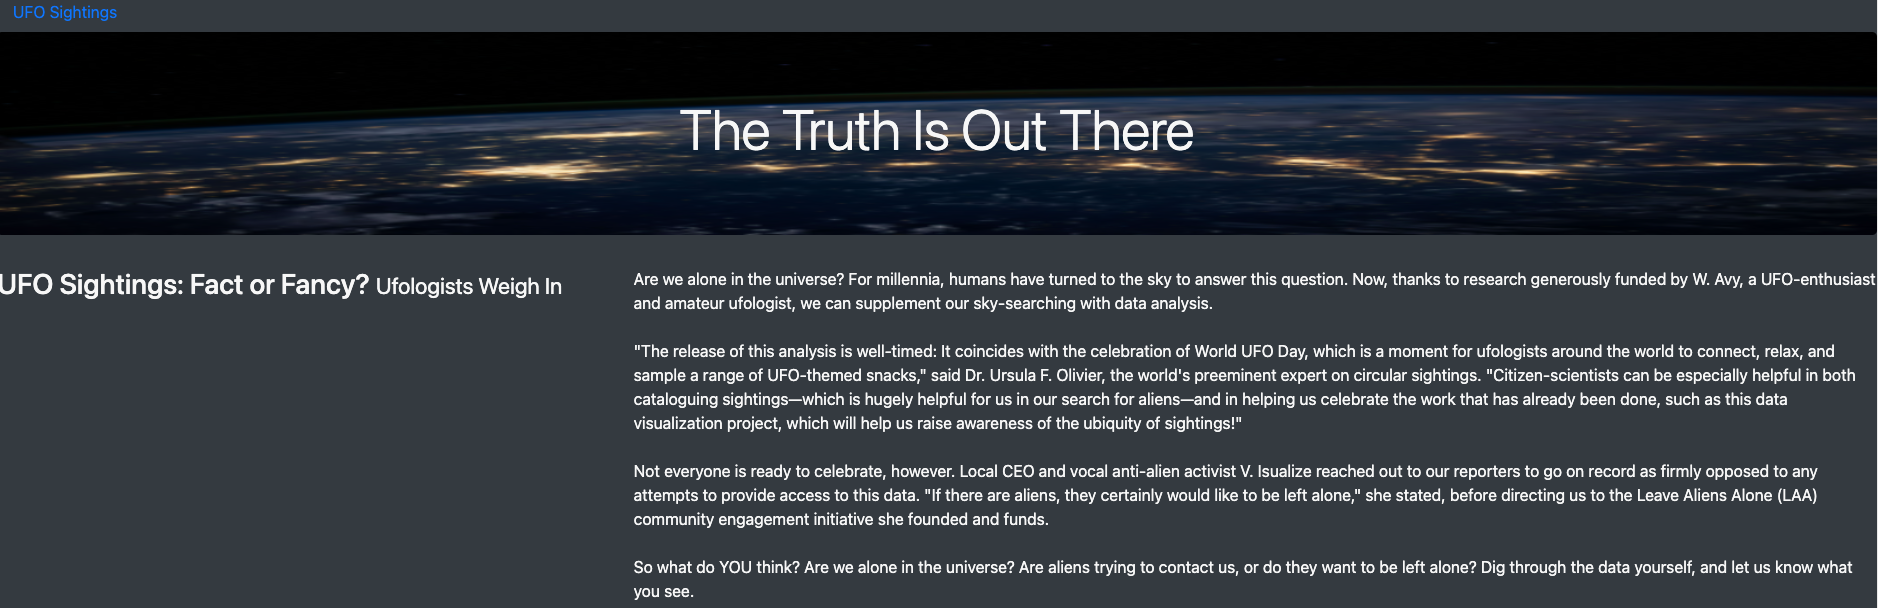 UFO Sightings
The Truth Is Out There
UFO Sightings: Fact or Fancy? Ufologists Weigh In
Are we alone in the universe? For millennia, humans have turned to the sky to answer this question. Now, thanks to research generously funded by W. Avy, a UFO-enthusiast
and amateur ufologist, we can supplement our sky-searching with data analysis.
"The release of this analysis is well-timed: It coincides with the celebration of World UFO Day, which is a moment for ufologists around the world to connect, relax, and
sample a range of UFO-themed snacks," said Dr. Ursula F. Olivier, the world's preeminent expert on circular sightings. "Citizen-scientists can be especially helpful in both
cataloguing sightings—which is hugely helpful for us in our search for aliens—and in helping us celebrate the work that has already been done, such as this data
visualization project, which will help us raise awareness of the ubiquity of sightings!"
Not everyone is ready to celebrate, however. Local CEO and vocal anti-alien activist V. Isualize reached out to our reporters to go on record as firmly opposed to any
attempts to provide access to this data. "If there are aliens, they certainly would like to be left alone," she stated, before directing us to the Leave Aliens Alone (LAA)
community engagement initiative she founded and funds.
So what do YOU think? Are we alone in the universe? Are aliens trying to contact us, or do they want to be left alone? Dig through the data yourself, and let us know what
you see.